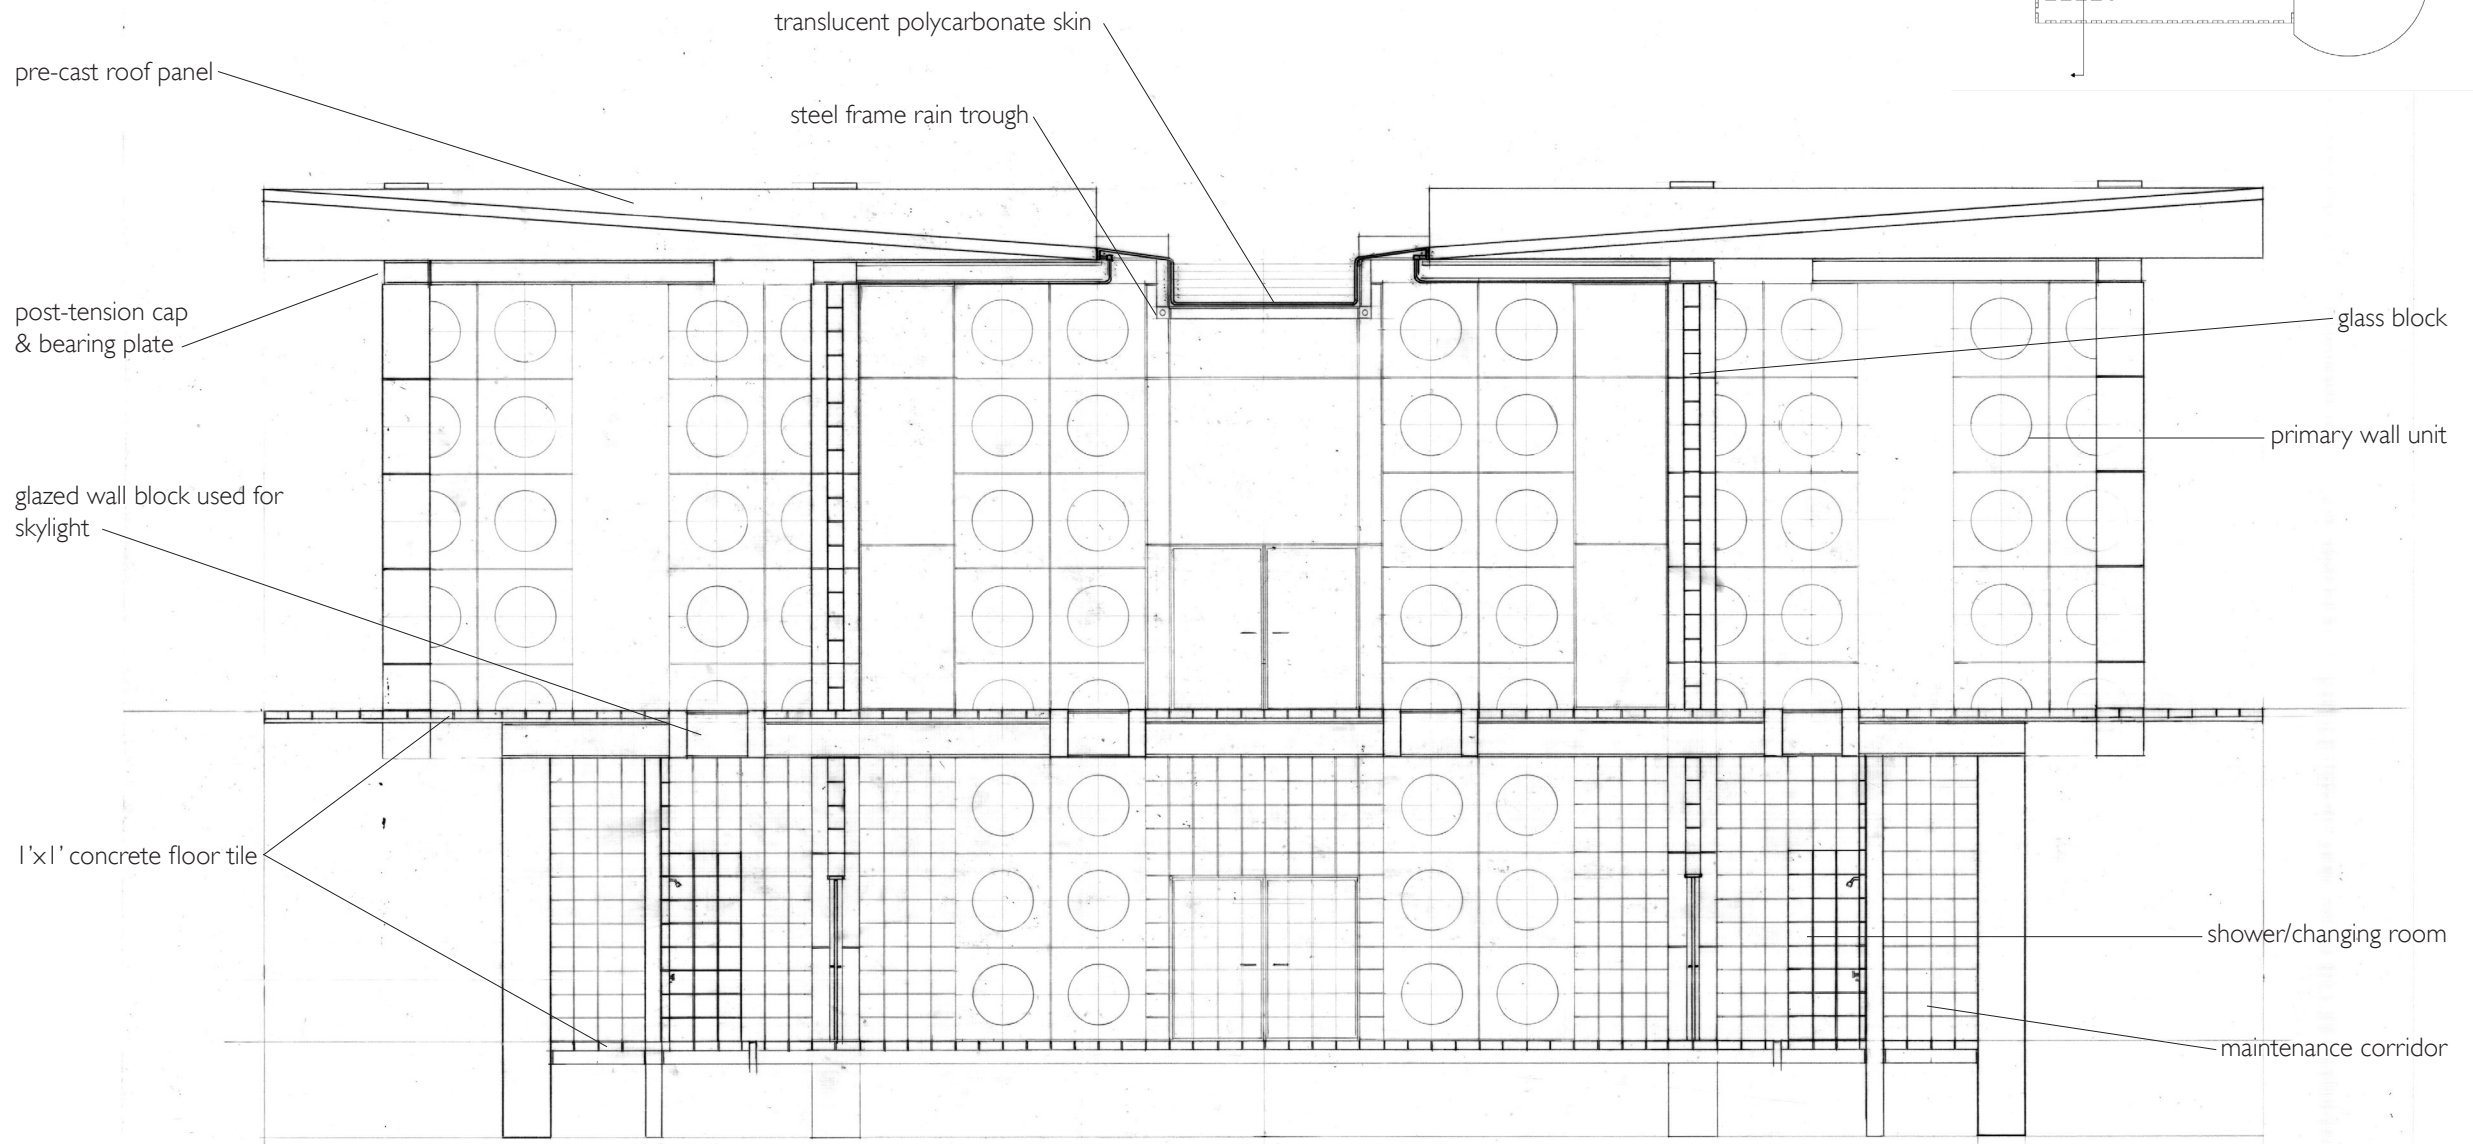 translucent polycarbonate skin
pre-cast roof panel
steel frame rain trough
post-tension cap
& bearing plate
glass block
primary wall unit
glazed wall block used for
skylight
1'x1' concrete floor tile
shower/changing room
maintenance corridor